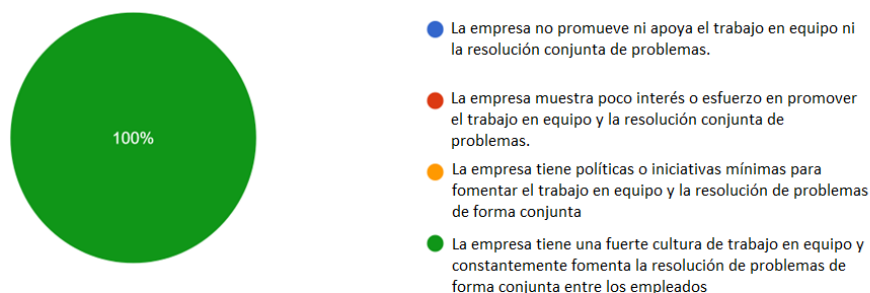 100%
La empresa no promueve ni apoya el trabajo en equipo ni
la resolución conjunta de problemas.
La empresa muestra poco interés o esfuerzo en promover
el trabajo en equipo y la resolución conjunta de
problemas.
La empresa tiene políticas o iniciativas mínimas para
fomentar el trabajo en equipo y la resolución de problemas
de forma conjunta
La empresa tiene una fuerte cultura de trabajo en equipo y
constantemente fomenta la resolución de problemas de
forma conjunta entre los empleados